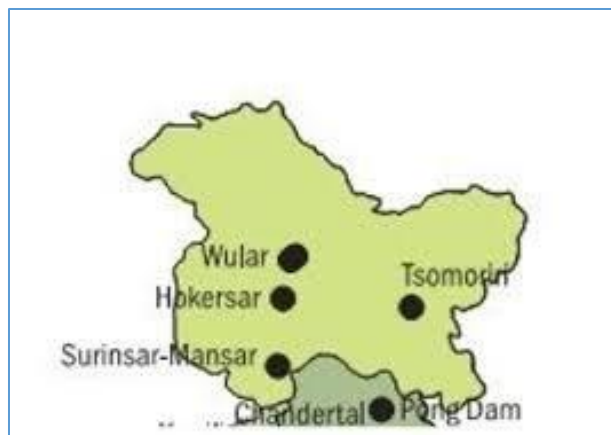 Wular
Tsomoriri
Hokersar
Surinsar-Mansar
Chandertal
Pong Dam